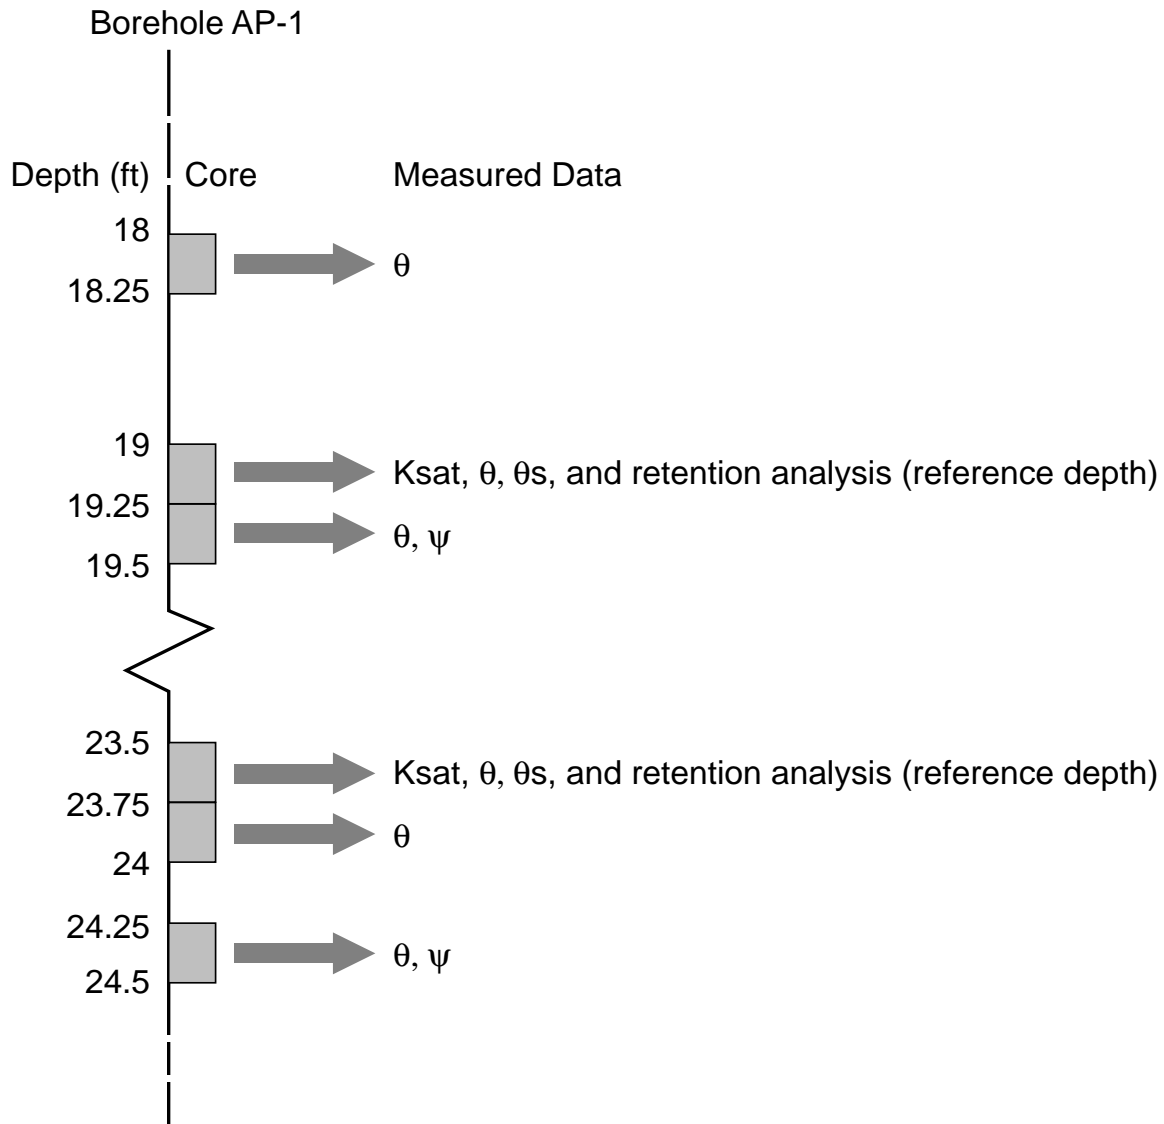 Borehole AP-1
Depth (ft) Core Measured Data
18
θ
18.25
19
Ksat, θ, θs, and retention analysis (reference depth)
19.25
θ, ψ
19.5
23.5
Ksat, θ, θs, and retention analysis (reference depth)
23.75
θ
24
24.25
θ, ψ
24.5